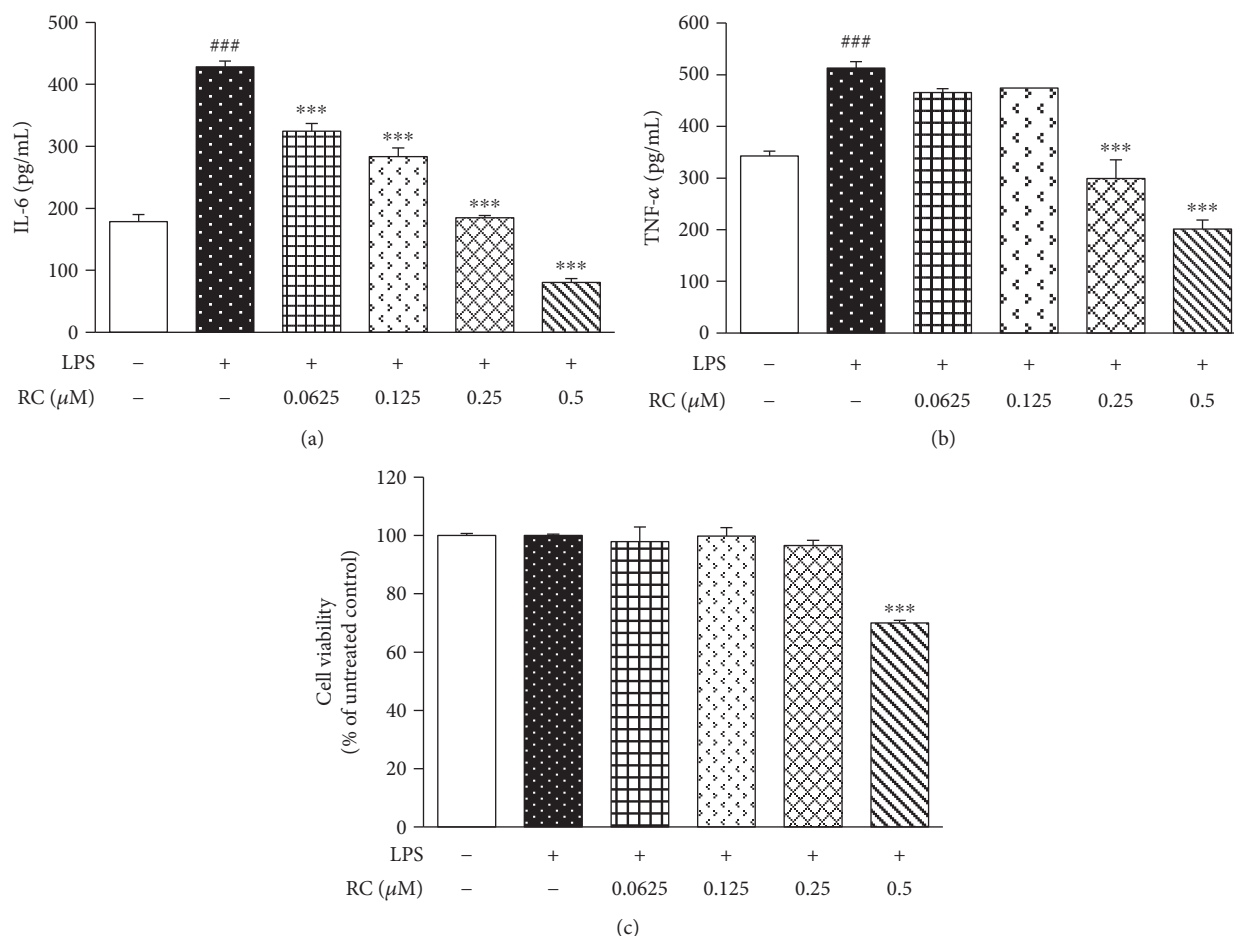 IL-6 (pg/mL)
500
400
300
200
100
0
###
***
***
***
***
LPS – + + + + +
RC (μM) – – 0.0625 0.125 0.25 0.5
(a)
TNF-α (pg/mL)
600
500
400
300
200
100
0
###
***
***
LPS – + + + + +
RC (μM) – – 0.0625 0.125 0.25 0.5
(b)
Cell viability
(% of untreated control)
120
100
80
60
40
20
0
***
LPS – + + + + +
RC (μM) – – 0.0625 0.125 0.25 0.5
(c)